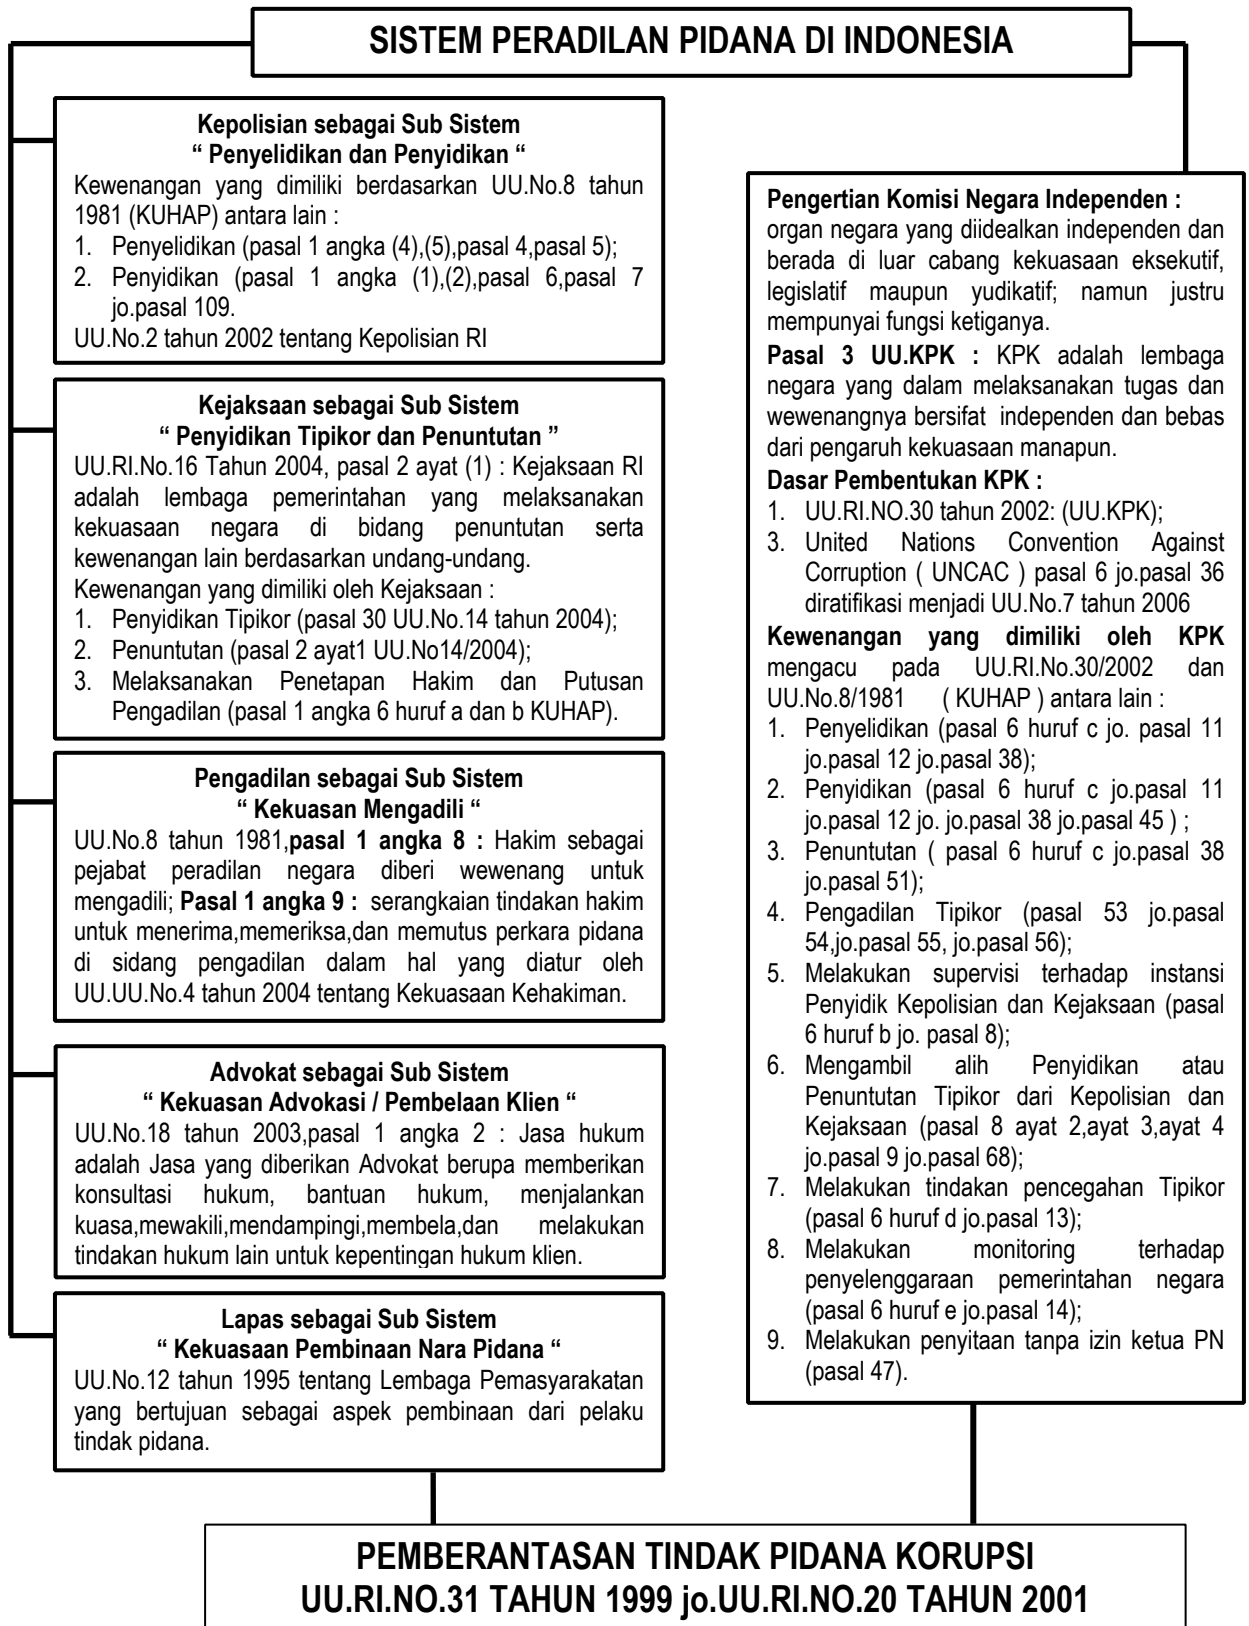 SISTEM PERADILAN PIDANA DI INDONESIA
Kepolisian sebagai Sub Sistem
“ Penyelidikan dan Penyidikan “
Kewenangan yang dimiliki berdasarkan UU.No.8 tahun
1981 (KUHAP) antara lain :
1. Penyelidikan (pasal 1 angka (4),(5),pasal 4,pasal 5);
2. Penyidikan (pasal 1 angka (1),(2),pasal 6,pasal 7
jo.pasal 109.
UU.No.2 tahun 2002 tentang Kepolisian RI
Kejaksaan sebagai Sub Sistem
“ Penyidikan Tipikor dan Penuntutan ”
UU.RI.No.16 Tahun 2004, pasal 2 ayat (1) : Kejaksaan RI
adalah lembaga pemerintahan yang melaksanakan
kekuasaan negara di bidang penuntutan serta
kewenangan lain berdasarkan undang-undang.
Kewenangan yang dimiliki oleh Kejaksaan :
1. Penyidikan Tipikor (pasal 30 UU.No.14 tahun 2004);
2. Penuntutan (pasal 2 ayat1 UU.No14/2004);
3. Melaksanakan Penetapan Hakim dan Putusan
Pengadilan (pasal 1 angka 6 huruf a dan b KUHAP).
Pengadilan sebagai Sub Sistem
“ Kekuasan Mengadili “
UU.No.8 tahun 1981,pasal 1 angka 8 : Hakim sebagai
pejabat peradilan negara diberi wewenang untuk
mengadili; Pasal 1 angka 9 : serangkaian tindakan hakim
untuk menerima,memeriksa,dan memutus perkara pidana
di sidang pengadilan dalam hal yang diatur oleh
UU.UU.No.4 tahun 2004 tentang Kekuasaan Kehakiman.
Advokat sebagai Sub Sistem
“ Kekuasan Advokasi / Pembelaan Klien “
UU.No.18 tahun 2003,pasal 1 angka 2 : Jasa hukum
adalah Jasa yang diberikan Advokat berupa memberikan
konsultasi hukum, bantuan hukum, menjalankan
kuasa,mewakili,mendampingi,membela,dan melakukan
tindakan hukum lain untuk kepentingan hukum klien.
Lapas sebagai Sub Sistem
“ Kekuasaan Pembinaan Nara Pidana “
UU.No.12 tahun 1995 tentang Lembaga Pemasyarakatan
yang bertujuan sebagai aspek pembinaan dari pelaku
tindak pidana.
Pengertian Komisi Negara Independen :
organ negara yang diidealkan independen dan
berada di luar cabang kekuasaan eksekutif,
legislatif maupun yudikatif; namun justru
mempunyai fungsi ketiganya.
Pasal 3 UU.KPK : KPK adalah lembaga
negara yang dalam melaksanakan tugas dan
wewenangnya bersifat independen dan bebas
dari pengaruh kekuasaan manapun.
Dasar Pembentukan KPK :
1. UU.RI.NO.30 tahun 2002: (UU.KPK);
3. United Nations Convention Against
Corruption ( UNCAC ) pasal 6 jo.pasal 36
diratifikasi menjadi UU.No.7 tahun 2006
Kewenangan yang dimiliki oleh KPK
mengacu pada UU.RI.No.30/2002 dan
UU.No.8/1981 ( KUHAP ) antara lain :
1. Penyelidikan (pasal 6 huruf c jo. pasal 11
jo.pasal 12 jo.pasal 38);
2. Penyidikan (pasal 6 huruf c jo.pasal 11
jo.pasal 12 jo. jo.pasal 38 jo.pasal 45 ) ;
3. Penuntutan ( pasal 6 huruf c jo.pasal 38
jo.pasal 51);
4. Pengadilan Tipikor (pasal 53 jo.pasal
54,jo.pasal 55, jo.pasal 56);
5. Melakukan supervisi terhadap instansi
Penyidik Kepolisian dan Kejaksaan (pasal
6 huruf b jo. pasal 8);
6. Mengambil alih Penyidikan atau
Penuntutan Tipikor dari Kepolisian dan
Kejaksaan (pasal 8 ayat 2,ayat 3,ayat 4
jo.pasal 9 jo.pasal 68);
7. Melakukan tindakan pencegahan Tipikor
(pasal 6 huruf d jo.pasal 13);
8. Melakukan monitoring terhadap
penyelenggaraan pemerintahan negara
(pasal 6 huruf e jo.pasal 14);
9. Melakukan penyitaan tanpa izin ketua PN
(pasal 47).
PEMBERANTASAN TINDAK PIDANA KORUPSI
UU.RI.NO.31 TAHUN 1999 jo.UU.RI.NO.20 TAHUN 2001